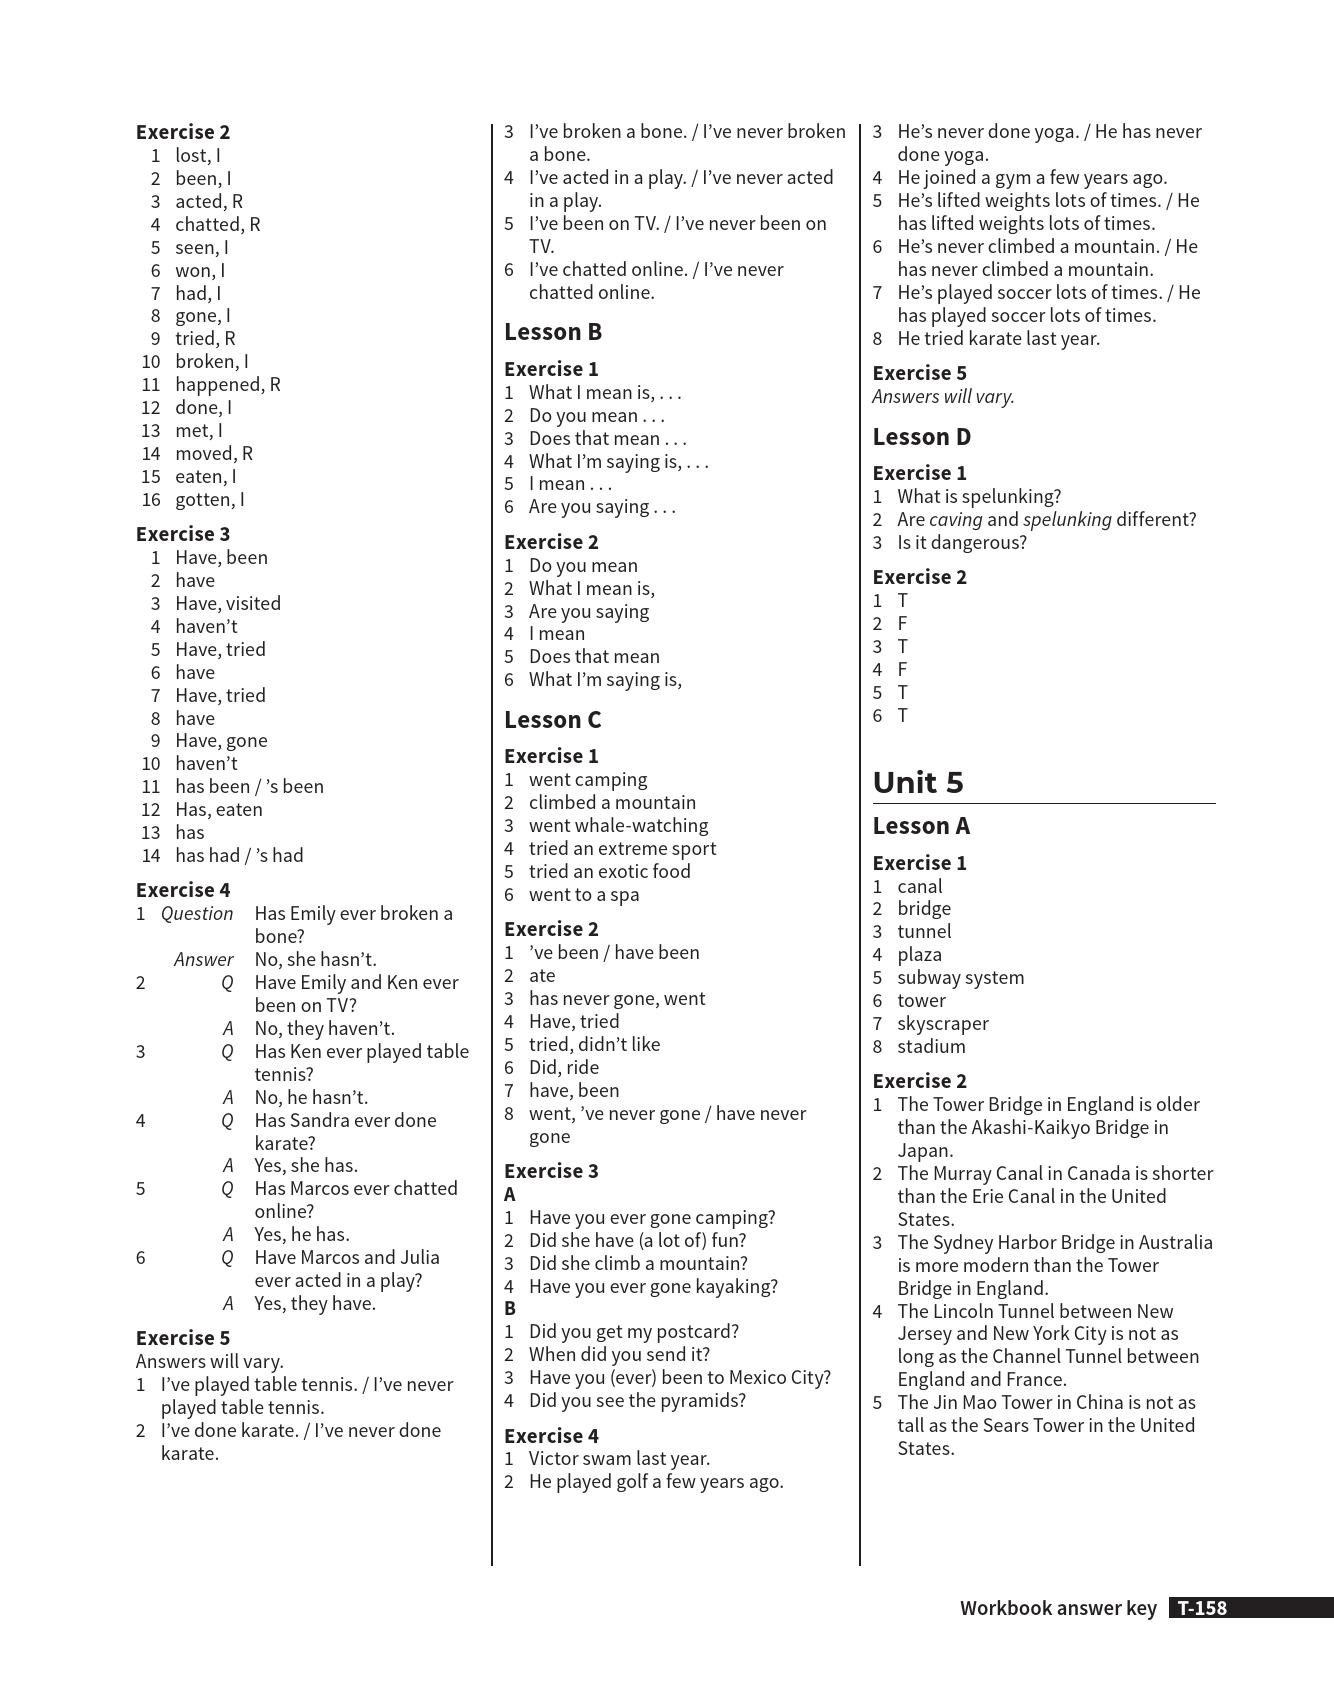 Exercise 2
1 lost, I
2 been, I
3 acted, R
4 chatted, R
5 seen, I
6 won, I
7 had, I
8 gone, I
9 tried, R
10 broken, I
11 happened, R
12 done, I
13 met, I
14 moved, R
15 eaten, I
16 gotten, I
Exercise 3
1 Have, been
2 have
3 Have, visited
4 haven’t
5 Have, tried
6 have
7 Have, tried
8 have
9 Have, gone
10 haven’t
11 has been / ’s been
12 Has, eaten
13 has
14 has had / ’s had
Exercise 4
1 Question Has Emily ever broken a
bone?
Answer No, she hasn’t.
2 Q Have Emily and Ken ever
been on TV?
A No, they haven’t.
3 Q Has Ken ever played table
tennis?
A No, he hasn’t.
4 Q Has Sandra ever done
karate?
A Yes, she has.
5 Q Has Marcos ever chatted
online?
A Yes, he has.
6 Q Have Marcos and Julia
ever acted in a play?
A Yes, they have.
Exercise 5
Answers will vary.
1 I’ve played table tennis. / I’ve never
played table tennis.
2 I’ve done karate. / I’ve never done
karate.
3 I’ve broken a bone. / I’ve never broken
a bone.
4 I’ve acted in a play. / I’ve never acted
in a play.
5 I’ve been on TV. / I’ve never been on
TV.
6 I’ve chatted online. / I’ve never
chatted online.
Lesson B
Exercise 1
1 What I mean is, . . .
2 Do you mean . . .
3 Does that mean . . .
4 What I’m saying is, . . .
5 I mean . . .
6 Are you saying . . .
Exercise 2
1 Do you mean
2 What I mean is,
3 Are you saying
4 I mean
5 Does that mean
6 What I’m saying is,
Lesson C
Exercise 1
1 went camping
2 climbed a mountain
3 went whale-watching
4 tried an extreme sport
5 tried an exotic food
6 went to a spa
Exercise 2
1 ’ve been / have been
2 ate
3 has never gone, went
4 Have, tried
5 tried, didn’t like
6 Did, ride
7 have, been
8 went, ’ve never gone / have never
gone
Exercise 3
A
1 Have you ever gone camping?
2 Did she have (a lot of) fun?
3 Did she climb a mountain?
4 Have you ever gone kayaking?
B
1 Did you get my postcard?
2 When did you send it?
3 Have you (ever) been to Mexico City?
4 Did you see the pyramids?
Exercise 4
1 Victor swam last year.
2 He played golf a few years ago.
3 He’s never done yoga. / He has never
done yoga.
4 He joined a gym a few years ago.
5 He’s lifted weights lots of times. / He
has lifted weights lots of times.
6 He’s never climbed a mountain. / He
has never climbed a mountain.
7 He’s played soccer lots of times. / He
has played soccer lots of times.
8 He tried karate last year.
Exercise 5
Answers will vary.
Lesson D
Exercise 1
1 What is spelunking?
2 Are caving and spelunking different?
3 Is it dangerous?
Exercise 2
1 T
2 F
3 T
4 F
5 T
6 T
Unit 5
Lesson A
Exercise 1
1 canal
2 bridge
3 tunnel
4 plaza
5 subway system
6 tower
7 skyscraper
8 stadium
Exercise 2
1 The Tower Bridge in England is older
than the Akashi-Kaikyo Bridge in
Japan.
2 The Murray Canal in Canada is shorter
than the Erie Canal in the United
States.
3 The Sydney Harbor Bridge in Australia
is more modern than the Tower
Bridge in England.
4 The Lincoln Tunnel between New
Jersey and New York City is not as
long as the Channel Tunnel between
England and France.
5 The Jin Mao Tower in China is not as
tall as the Sears Tower in the United
States.
Workbook answer key T-158